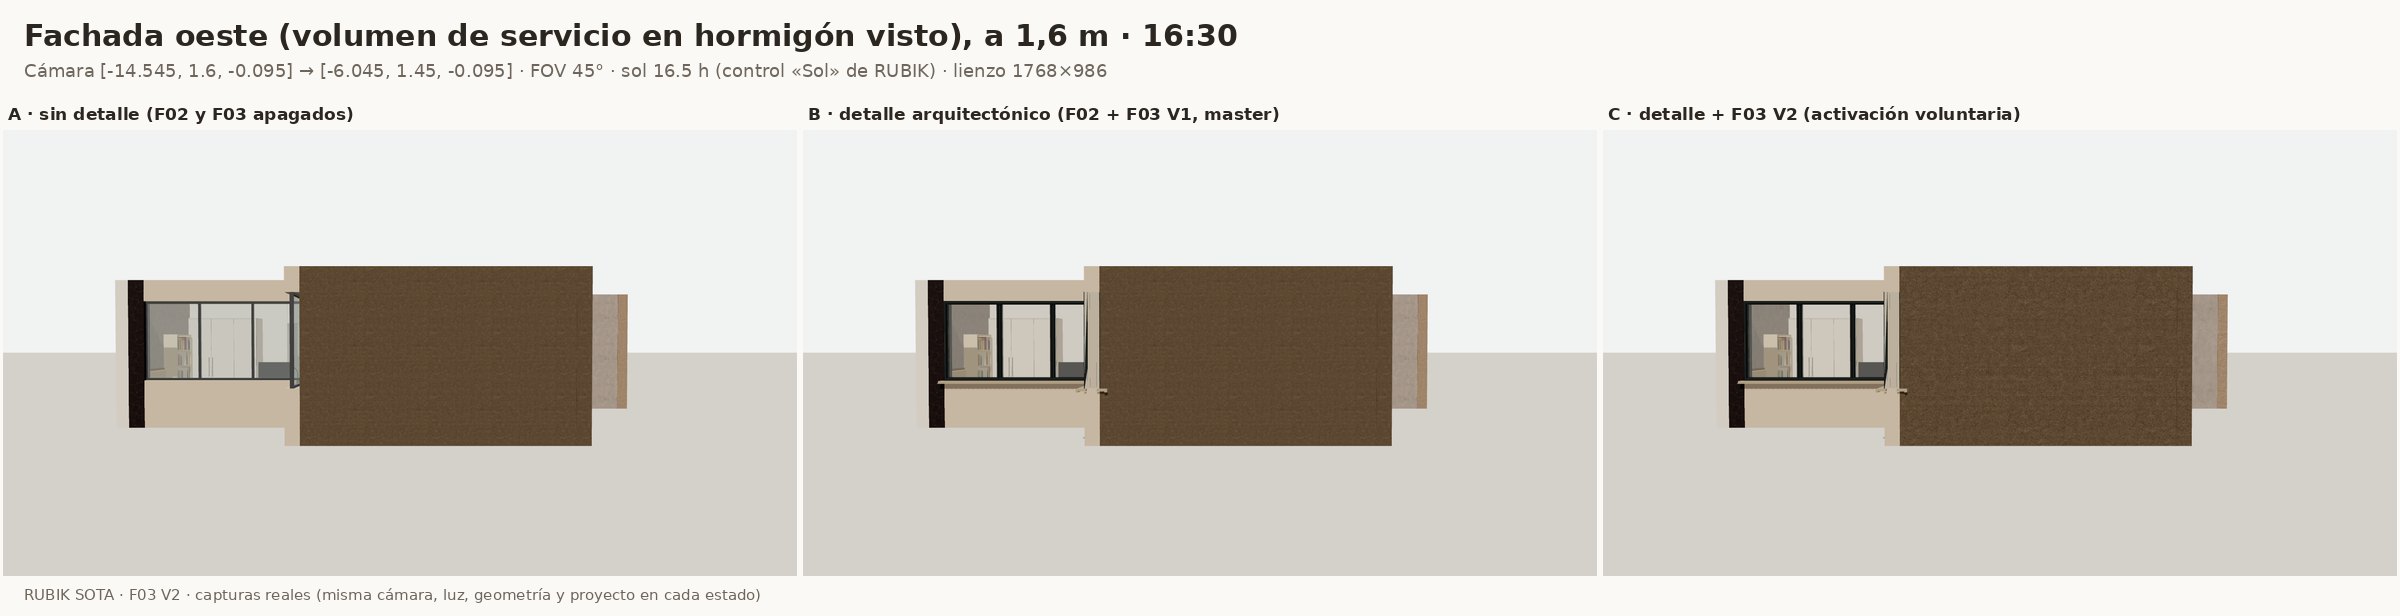 Fachada oeste (volumen de servicio en hormigón visto), a 1,6 m · 16:30
Cámara [-14.545, 1.6, -0.095] → [-6.045, 1.45, -0.095] · FOV 45° · sol 16.5 h (control «Sol» de RUBIK) · lienzo 1768×986
A · sin detalle (F02 y F03 apagados)
B · detalle arquitectónico (F02 + F03 V1, master)
C · detalle + F03 V2 (activación voluntaria)
RUBIK SOTA · F03 V2 · capturas reales (misma cámara, luz, geometría y proyecto en cada estado)